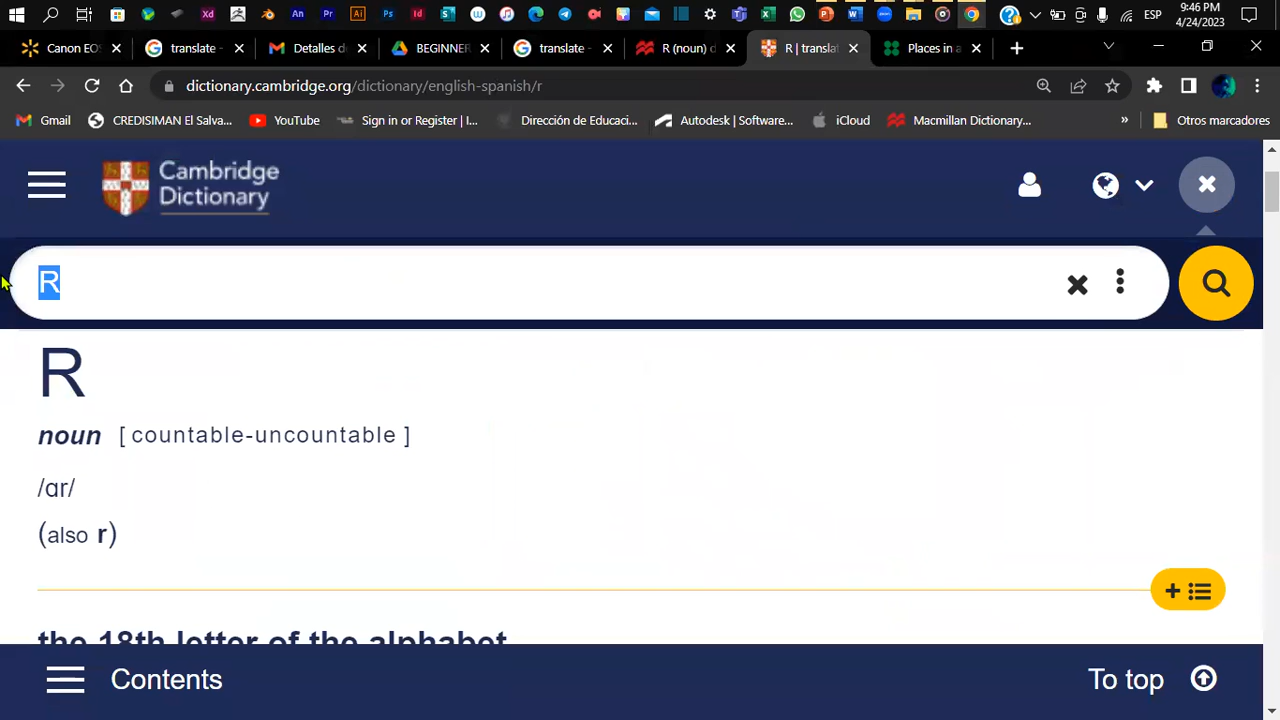 9:46 PM
ESP
4/24/2023
Canon EOS
translate -
Detalles de
BEGINNER
translate -
R (noun) d
R | translat
Places in a
dictionary.cambridge.org/dictionary/english-spanish/r
Gmail
CREDISIMAN El Salva...
YouTube
Sign in or Register | I...
Dirección de Educaci...
Autodesk | Software...
iCloud
Macmillan Dictionary...
»
Otros marcadores
Cambridge
Dictionary
R
R
noun [ countable-uncountable ]
/ɑr/
(also r)
the 18th letter of the alphabet
Contents
To top